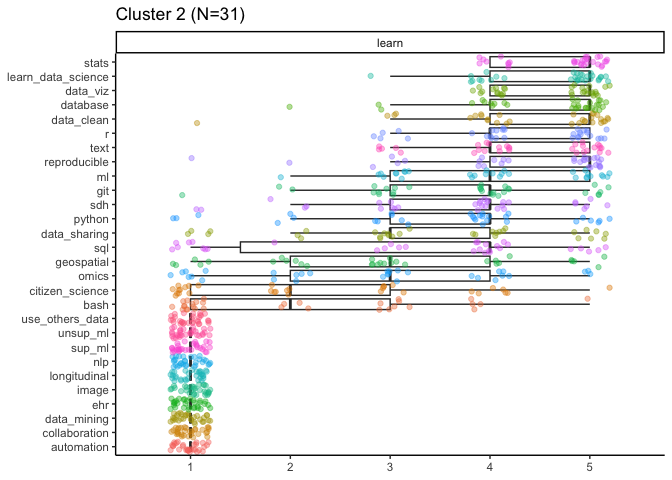 Cluster 2 (N=31)
learn
stats
learn_data_science
data_viz
database
data_clean
r
text
reproducible
ml
git
sdh
python
data_sharing
sql
geospatial
omics
citizen_science
bash
use_others_data
unsup_ml
sup_ml
nlp
longitudinal
image
ehr
data_mining
collaboration
automation
1 2 3 4 5